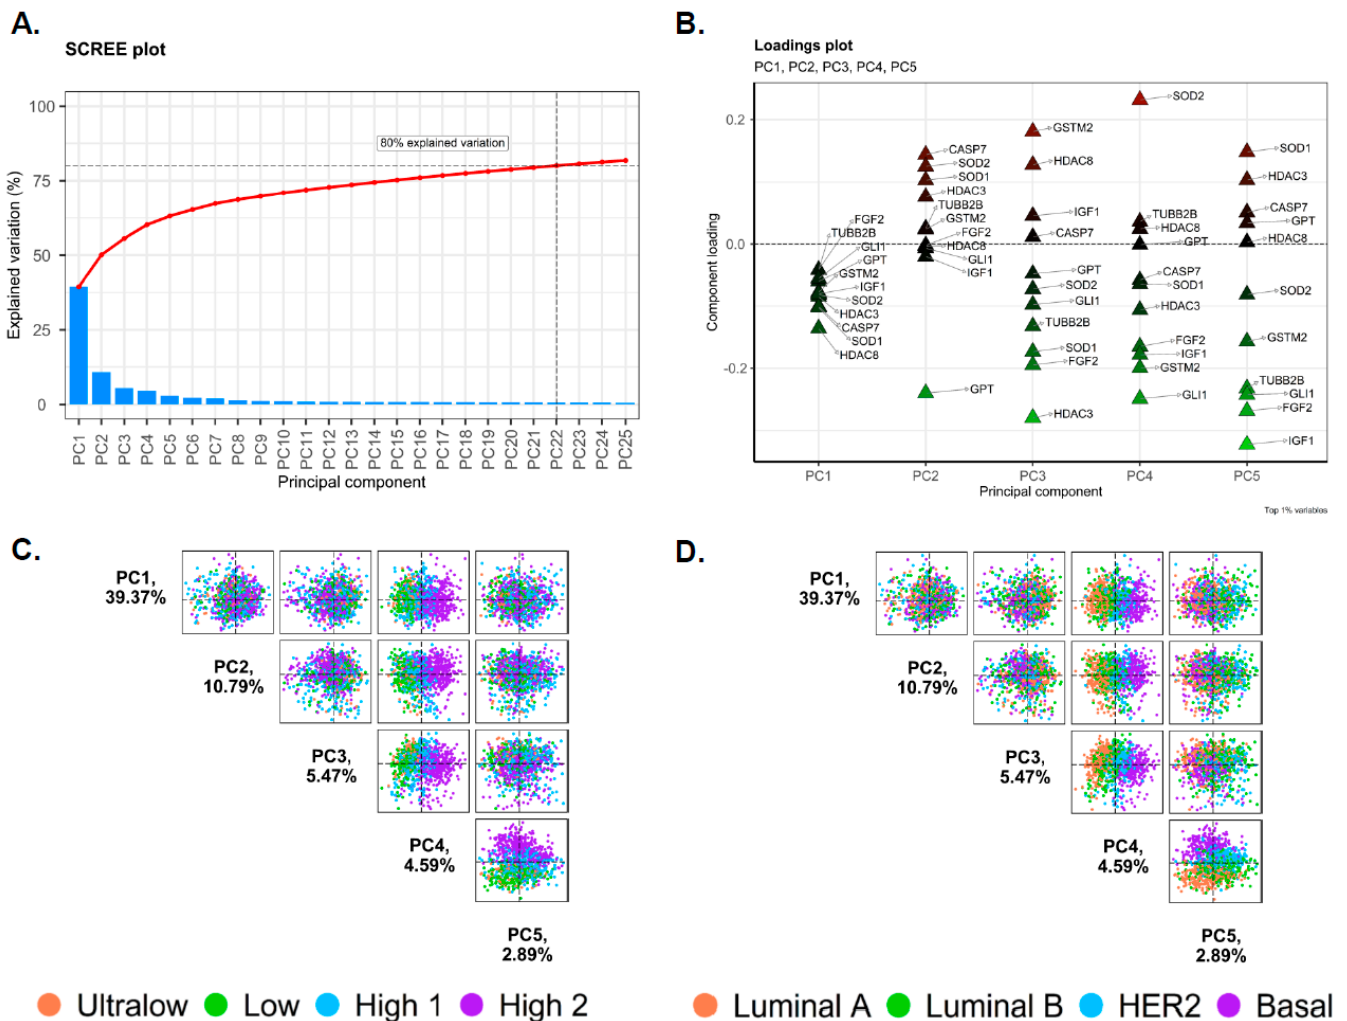 A.
SCREE plot
100
75
50
25
0
Explained variation (%)
80% explained variation
PC1
PC2
PC3
PC4
PC5
PC6
PC7
PC8
PC9
PC10
PC11
PC12
PC13
PC14
PC15
PC16
PC17
PC18
PC19
PC20
PC21
PC22
PC23
PC24
PC25
Principal component
B.
Loadings plot
PC1, PC2, PC3, PC4, PC5
0.2
0.0
-0.2
Component loading
FGF2
TUBB2B
GLI1
GPT
GSTM2
IGF1
SOD2
HDAC3
CASP7
SOD1
HDAC8
CASP7
SOD2
SOD1
HDAC3
TUBB2B
GSTM2
FGF2
HDAC8
GLI1
IGF1
GPT
GSTM2
HDAC8
IGF1
CASP7
GPT
SOD2
GLI1
TUBB2B
SOD1
FGF2
HDAC3
SOD2
TUBB2B
HDAC8
GPT
CASP7
SOD1
HDAC3
FGF2
IGF1
GSTM2
GLI1
SOD1
HDAC3
CASP7
GPT
HDAC8
SOD2
GSTM2
TUBB2B
GLI1
FGF2
IGF1
PC1
PC2
PC3
PC4
PC5
Principal component
Top 1% variables
C.
PC1,
39.37%
PC2,
10.79%
PC3,
5.47%
PC4,
4.59%
PC5,
2.89%
Ultralow
Low
High 1
High 2
D.
PC1,
39.37%
PC2,
10.79%
PC3,
5.47%
PC4,
4.59%
PC5,
2.89%
Luminal A
Luminal B
HER2
Basal